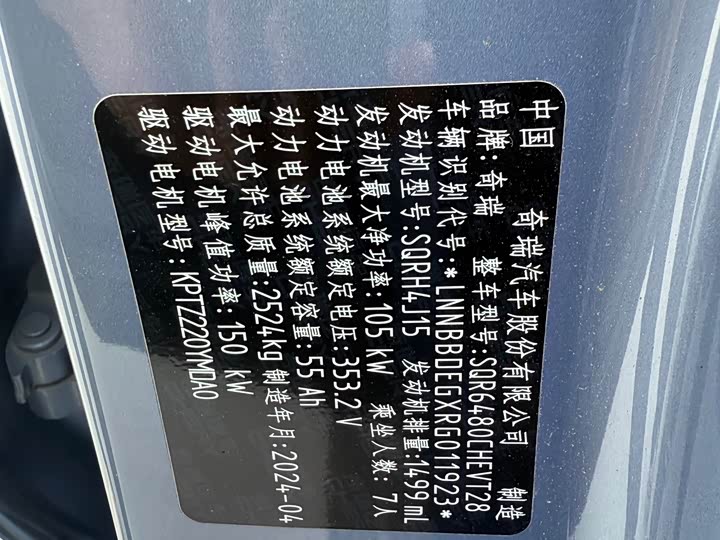 中国 奇瑞汽车股份有限公司 制造
品牌:奇瑞 整车型号:SQR6480CHEVT28
车辆识别代号:*LNNBBDEGXRG011923*
发动机型号:SQRH4J15 发动机排量:1499mL
发动机最大净功率:105 kW 乘坐人数: 7人
动力电池系统额定电压:353.2 V
动力电池系统额定容量:55 Ah
最大允许总质量:2524kg 制造年月:2024-04
驱动电机峰值功率:150 kW
驱动电机型号:KPTZ220YMDA0